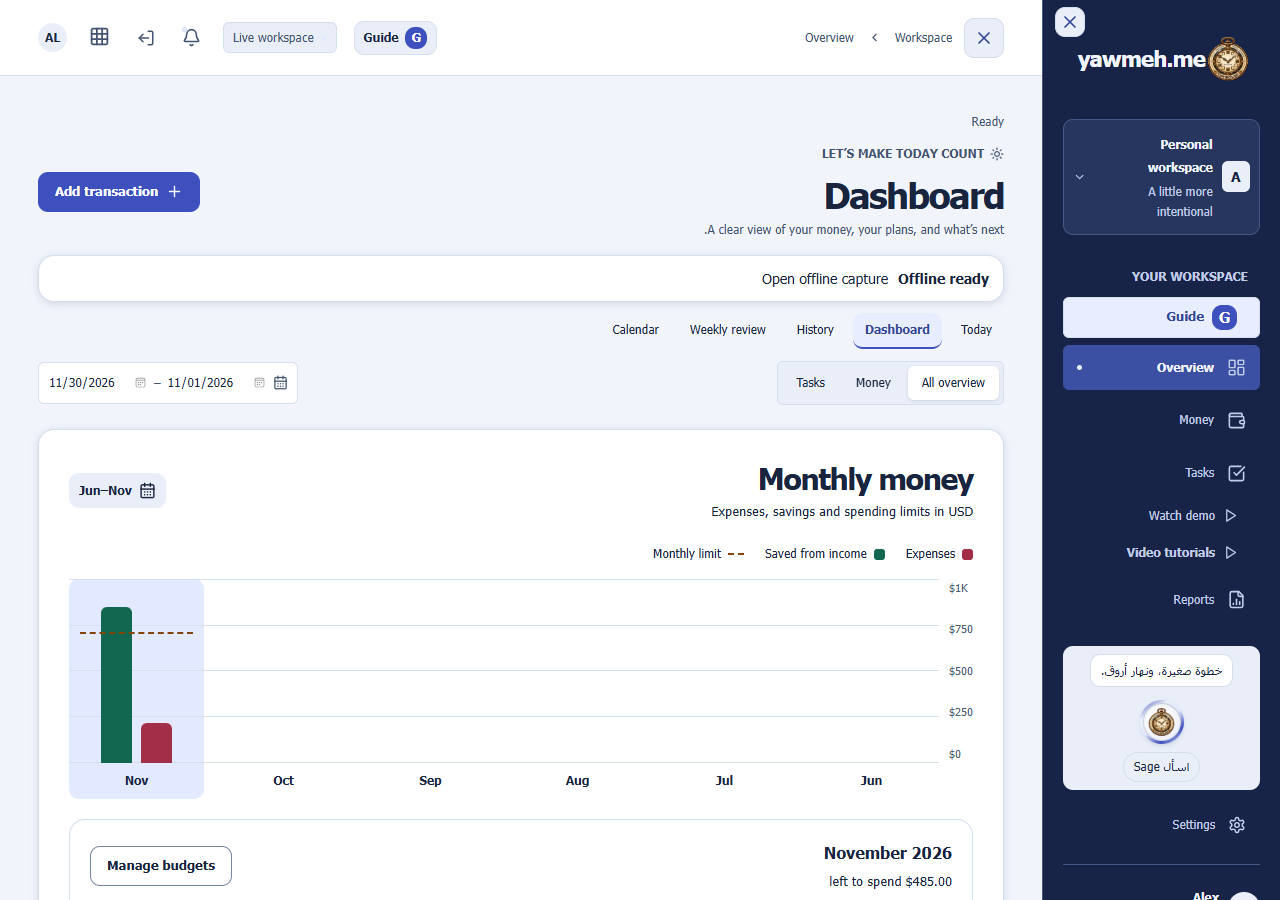 yawmeh.me
Personal workspace
A
A little more intentional
YOUR WORKSPACE
Guide G
Overview
Money
Tasks
Watch demo
Video tutorials
Reports
خطوة صغيرة، ونهار أروق.
اسأل Sage
Settings
Alex
Workspace
Overview
Guide G
Live workspace
AL
Ready
LET’S MAKE TODAY COUNT
Dashboard
.A clear view of your money, your plans, and what’s next
Add transaction
Offline ready
Open offline capture
Today
Dashboard
History
Weekly review
Calendar
All overview
Money
Tasks
11/30/2026 – 11/01/2026
Monthly money
Expenses, savings and spending limits in USD
Jun–Nov
Expenses
Saved from income
Monthly limit
$1K
$750
$500
$250
$0
Nov Oct Sep Aug Jul Jun
November 2026
left to spend $485.00
Manage budgets